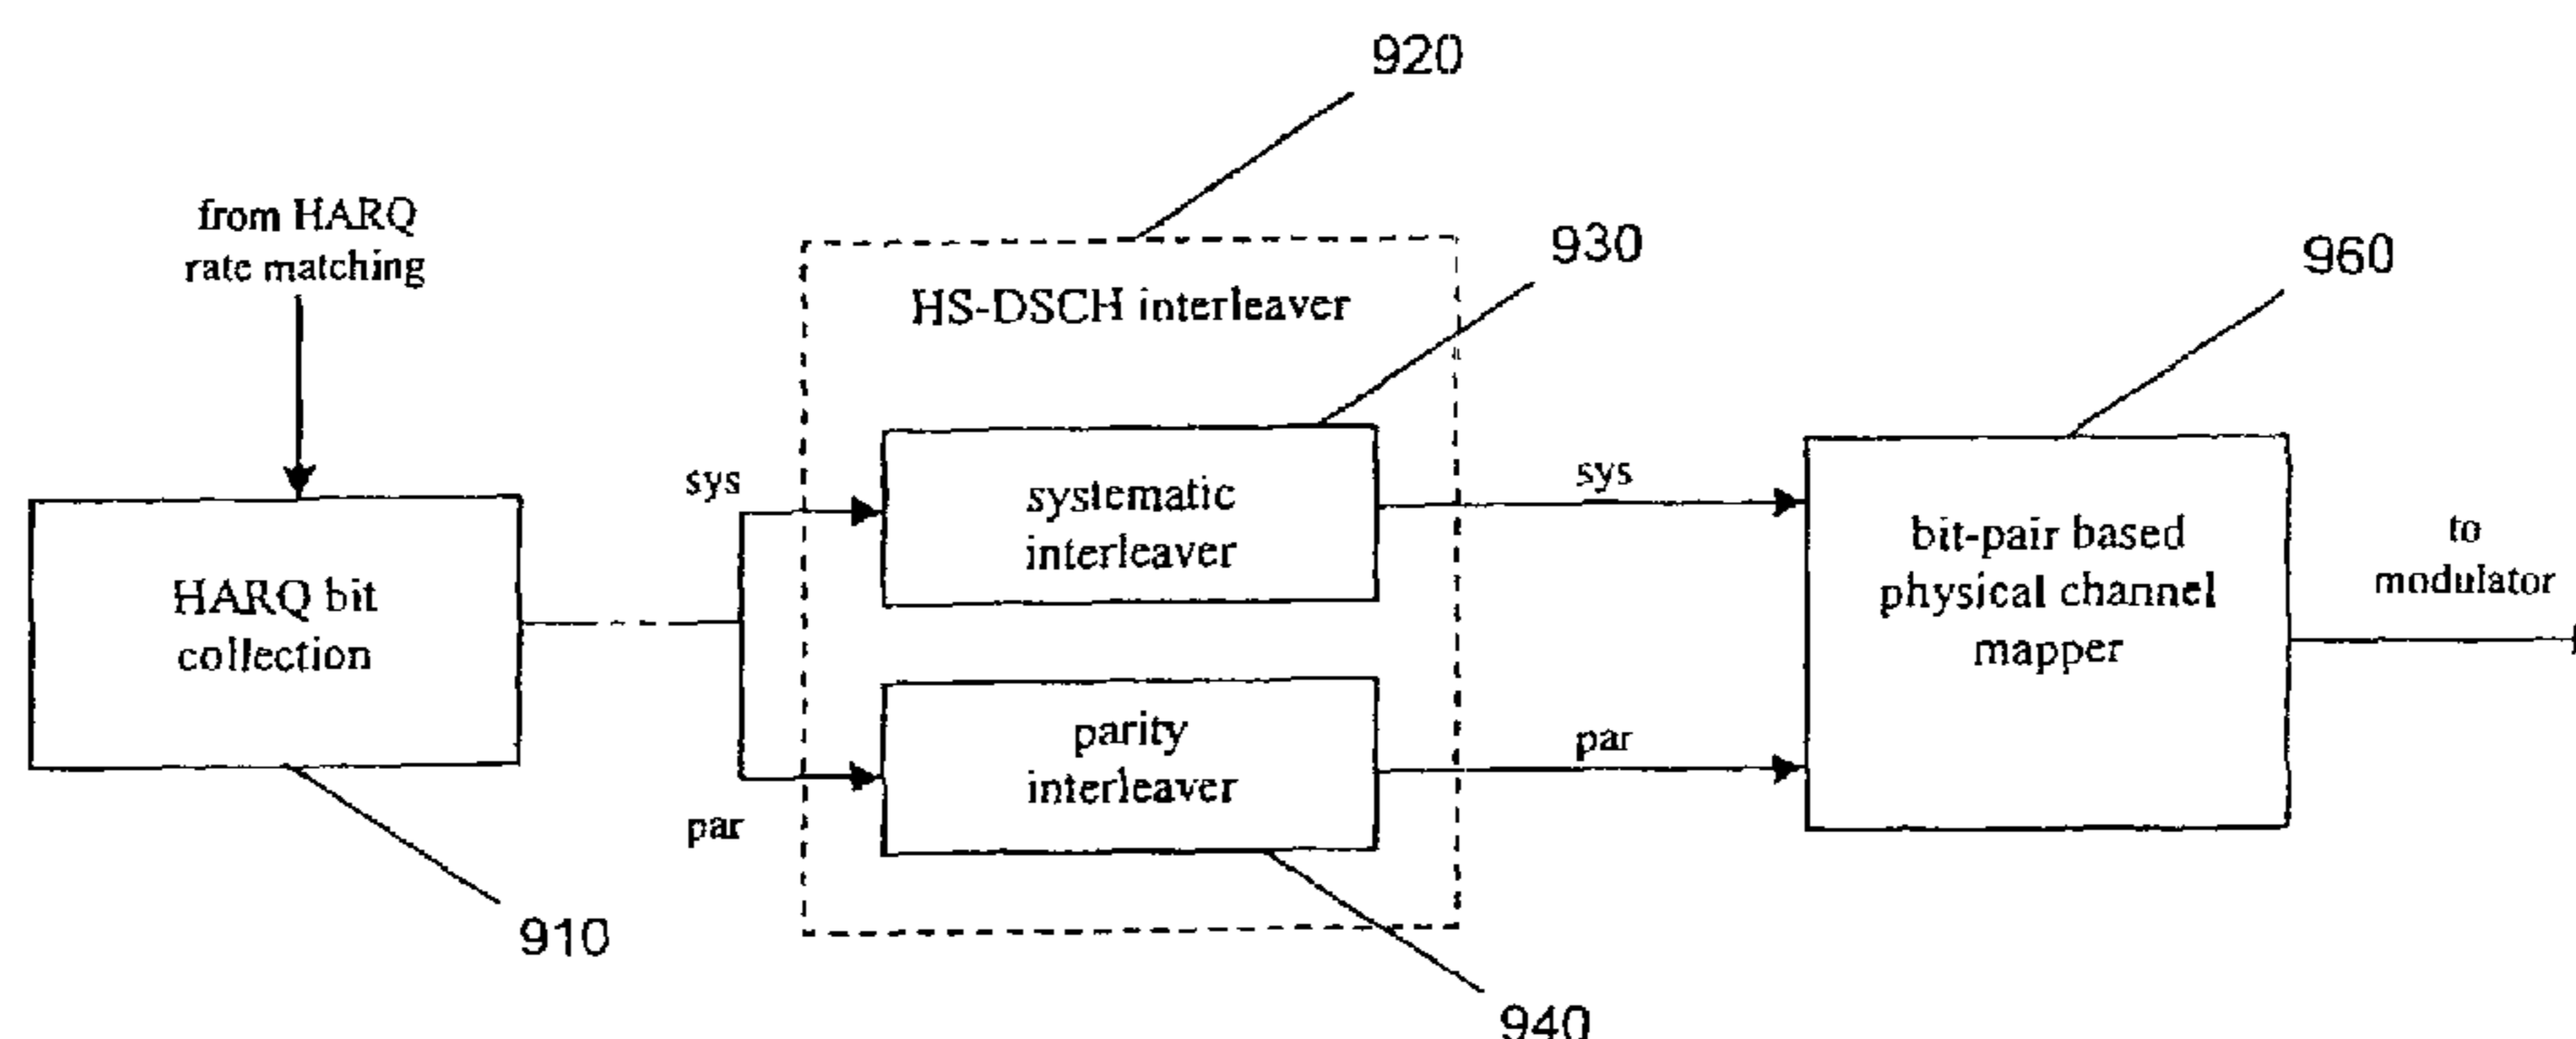 920
from HARQ
rate matching
930
960
HS-DSCH interleaver
sys
systematic
interleaver
sys
bit-pair based
physical channel
mapper
to
modulator
HARQ bit
collection
parity
interleaver
par
par
910
940